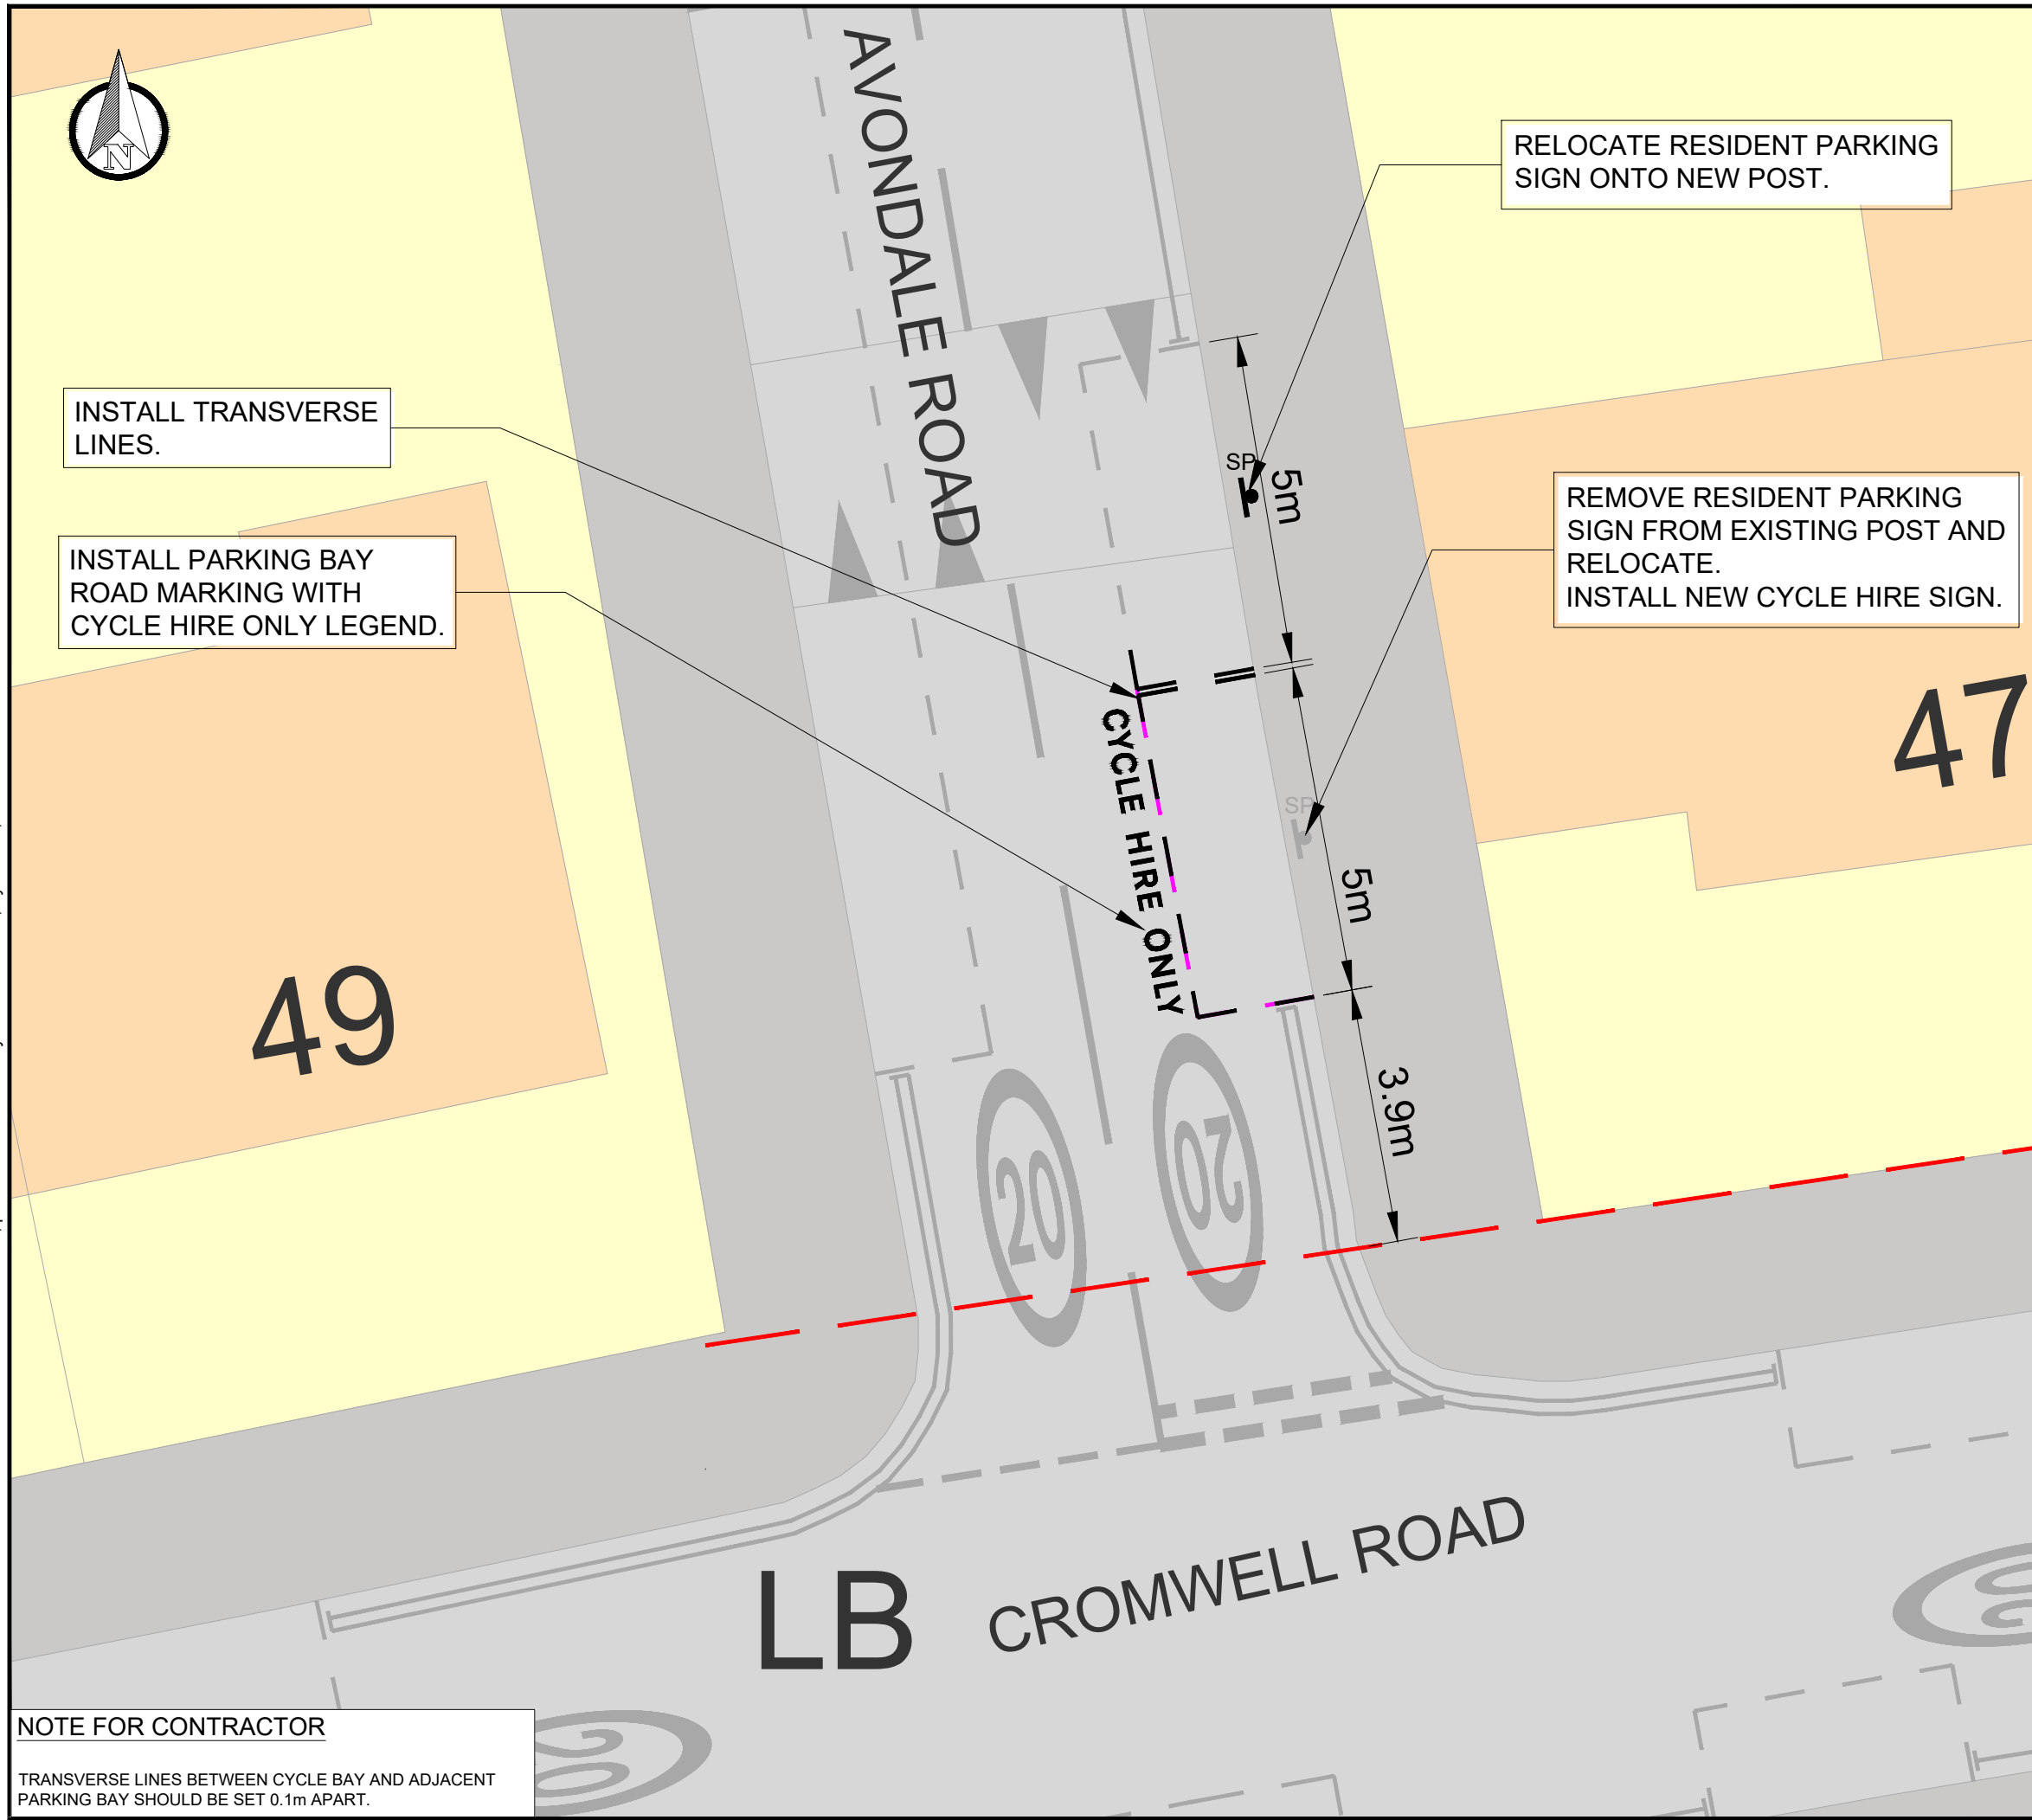 N
AVONDALE ROAD
RELOCATE RESIDENT PARKING
SIGN ONTO NEW POST.
INSTALL TRANSVERSE
LINES.
SP
5m
REMOVE RESIDENT PARKING
SIGN FROM EXISTING POST AND
RELOCATE.
INSTALL NEW CYCLE HIRE SIGN.
INSTALL PARKING BAY
ROAD MARKING WITH
CYCLE HIRE ONLY LEGEND.
47
CYCLE HIRE ONLY
SP
5m
49
3.9m
20
20
LB
CROMWELL ROAD
NOTE FOR CONTRACTOR
TRANSVERSE LINES BETWEEN CYCLE BAY AND ADJACENT
PARKING BAY SHOULD BE SET 0.1m APART.